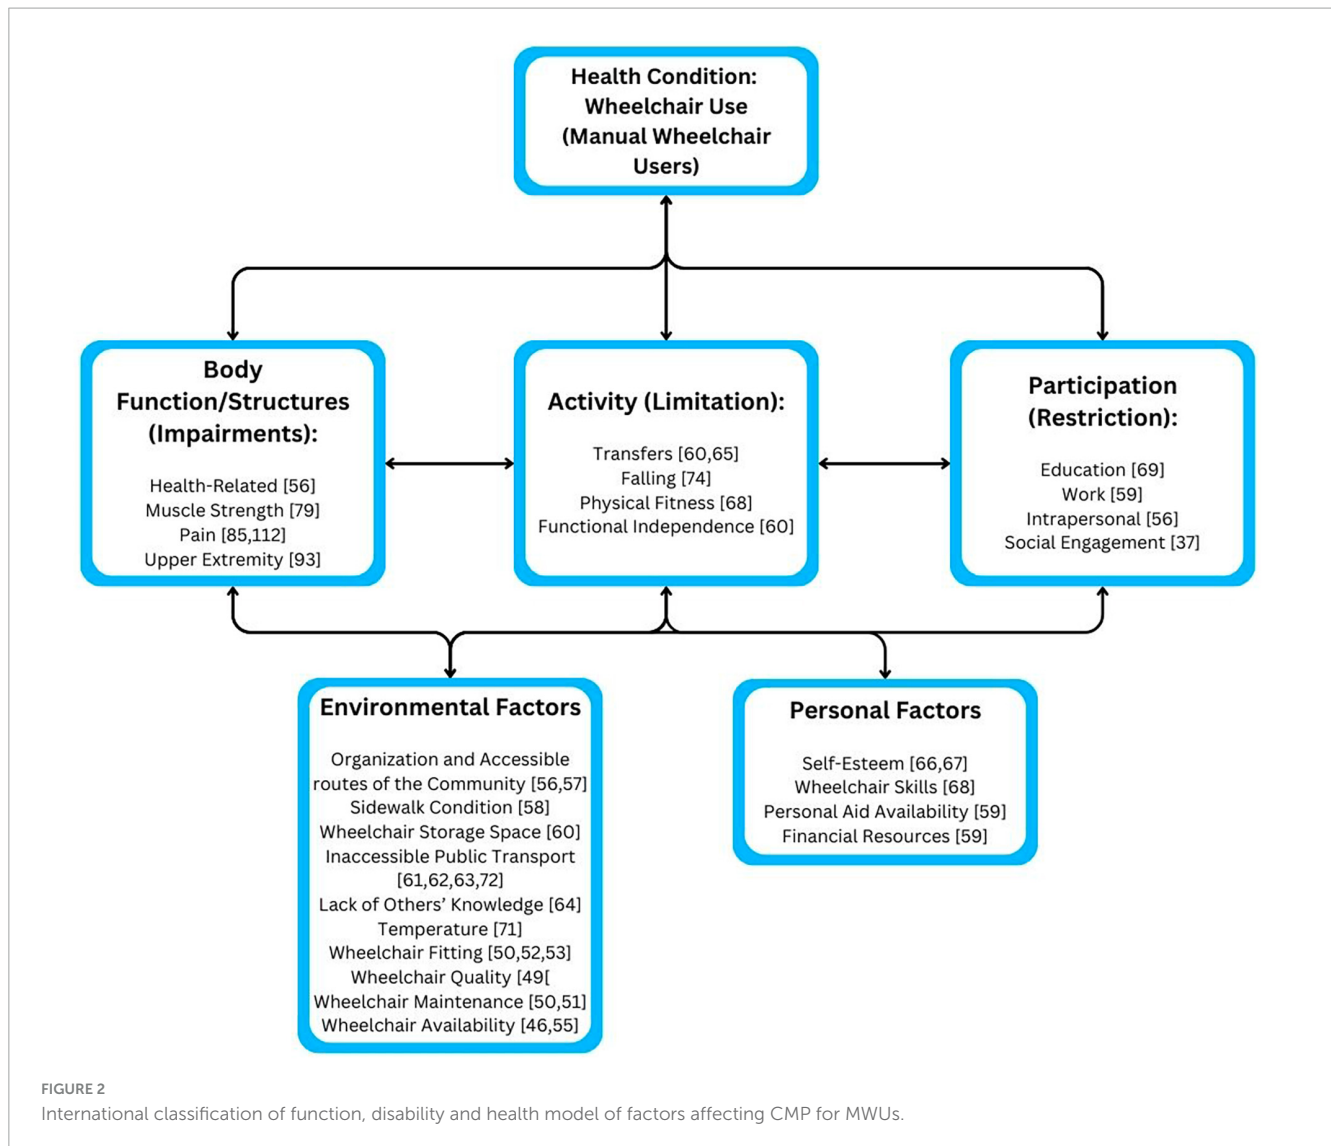 Health Condition:
Wheelchair Use
(Manual Wheelchair
Users)
Body
Function/Structures
(Impairments):
Health-Related [56]
Muscle Strength [79]
Pain [85,112]
Upper Extremity [93]
Activity (Limitation):
Transfers [60,65]
Falling [74]
Physical Fitness [68]
Functional Independence [60]
Participation
(Restriction):
Education [69]
Work [59]
Intrapersonal [56]
Social Engagement [37]
Environmental Factors
Organization and Accessible
routes of the Community [56,57]
Sidewalk Condition [58]
Wheelchair Storage Space [60]
Inaccessible Public Transport
[61,62,63,72]
Lack of Others’ Knowledge [64]
Temperature [71]
Wheelchair Fitting [50,52,53]
Wheelchair Quality [49[
Wheelchair Maintenance [50,51]
Wheelchair Availability [46,55]
Personal Factors
Self-Esteem [66,67]
Wheelchair Skills [68]
Personal Aid Availability [59]
Financial Resources [59]
FIGURE 2
International classification of function, disability and health model of factors affecting CMP for MWUs.